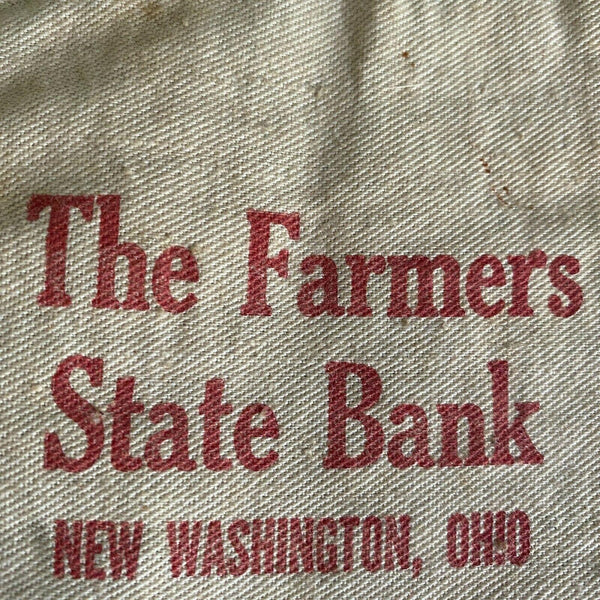 The Farmers
State Bank
NEW WASHINGTON, OHIO